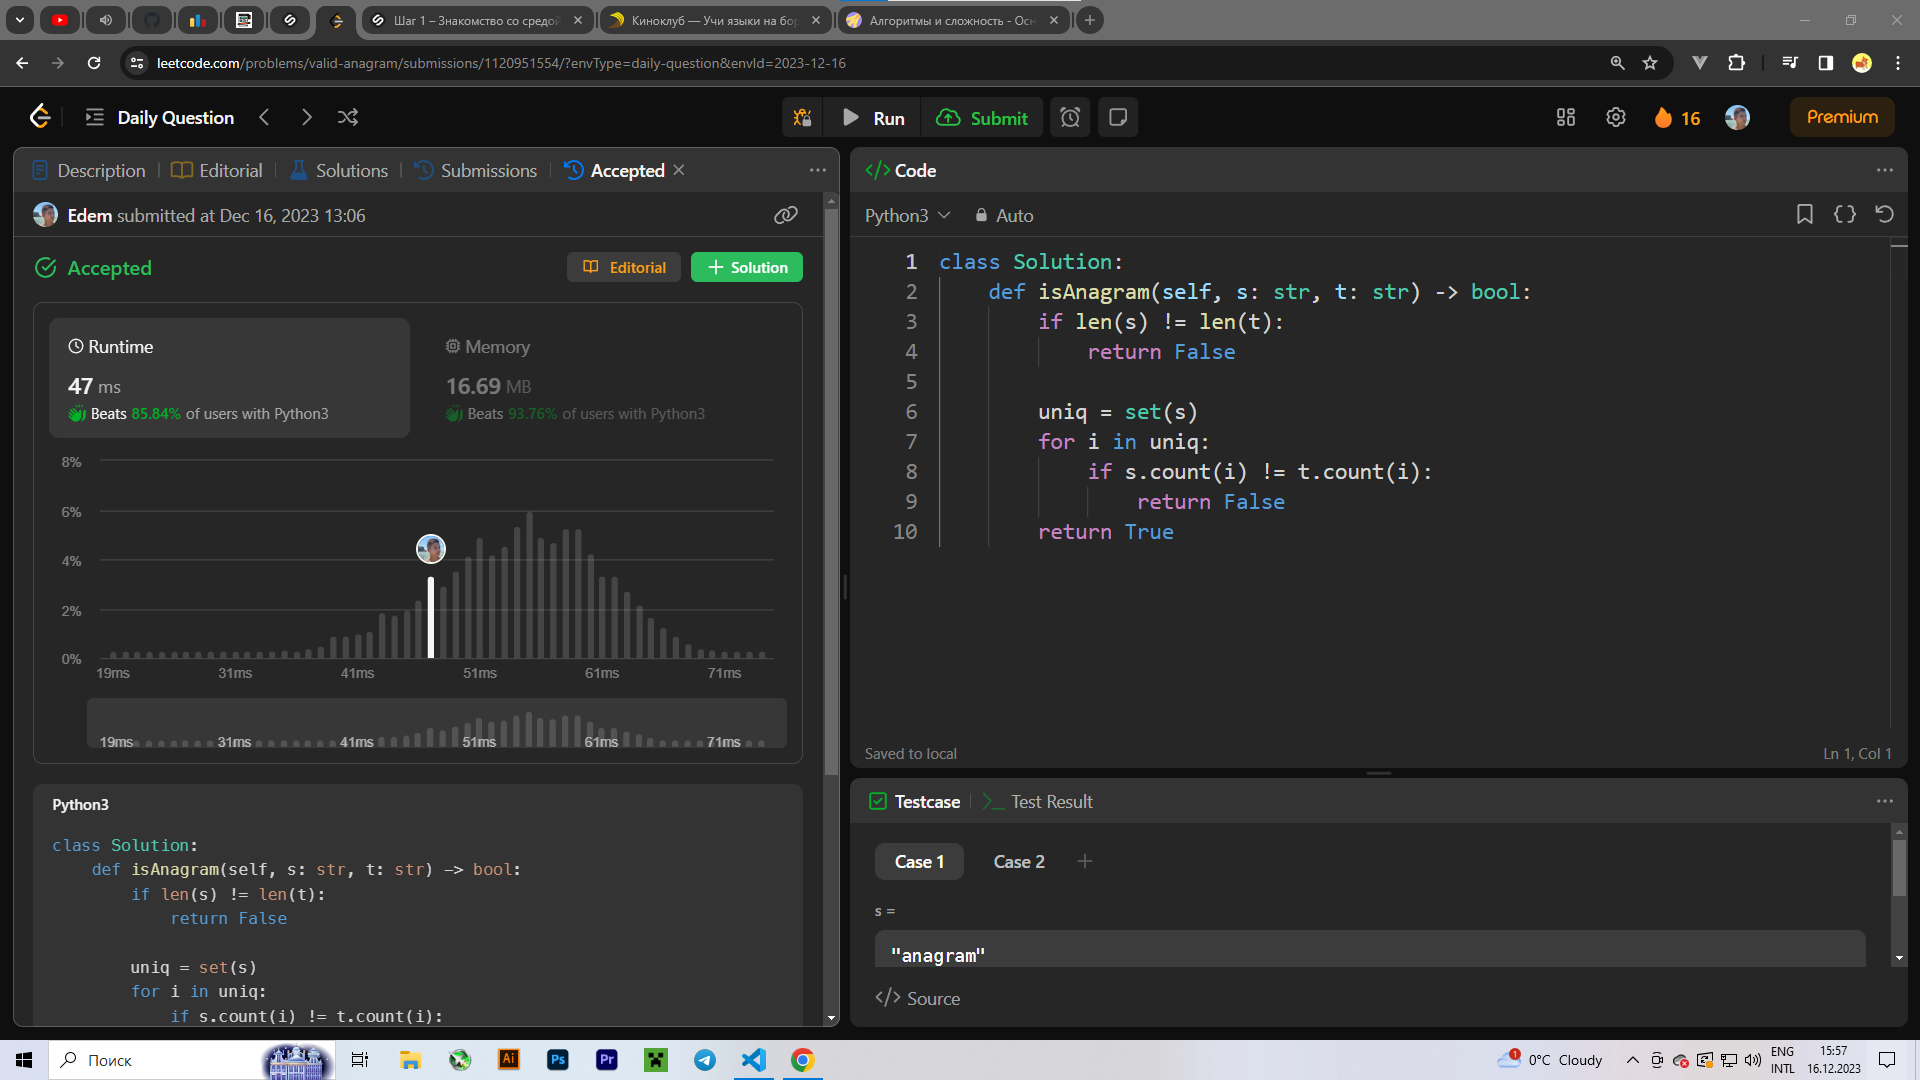 Шаг 1 – Знакомство со средой
Киноклуб — Учи языки на бор
Алгоритмы и сложность - Осн
leetcode.com/problems/valid-anagram/submissions/1120951554/?envType=daily-question&envId=2023-12-16
Daily Question
Run
Submit
16
Premium
Description
Editorial
Solutions
Submissions
Accepted
Edem submitted at Dec 16, 2023 13:06
Accepted
Editorial
Solution
Runtime
47 ms
Beats 85.84% of users with Python3
Memory
16.69 MB
Beats 93.76% of users with Python3
8%
6%
4%
2%
0%
19ms 31ms 41ms 51ms 61ms 71ms
19ms 31ms 41ms 51ms 61ms 71ms
Python3
class Solution:
def isAnagram(self, s: str, t: str) -> bool:
if len(s) != len(t):
return False
uniq = set(s)
for i in uniq:
if s.count(i) != t.count(i):
</> Code
Python3
Auto
1 class Solution:
2 def isAnagram(self, s: str, t: str) -> bool:
3 if len(s) != len(t):
4 return False
5
6 uniq = set(s)
7 for i in uniq:
8 if s.count(i) != t.count(i):
9 return False
10 return True
Saved to local
Ln 1, Col 1
Testcase
Test Result
Case 1
Case 2
s =
"anagram"
</> Source
Поиск
Ai
Ps
Pr
1
0°C Cloudy
ENG
INTL
15:57
16.12.2023